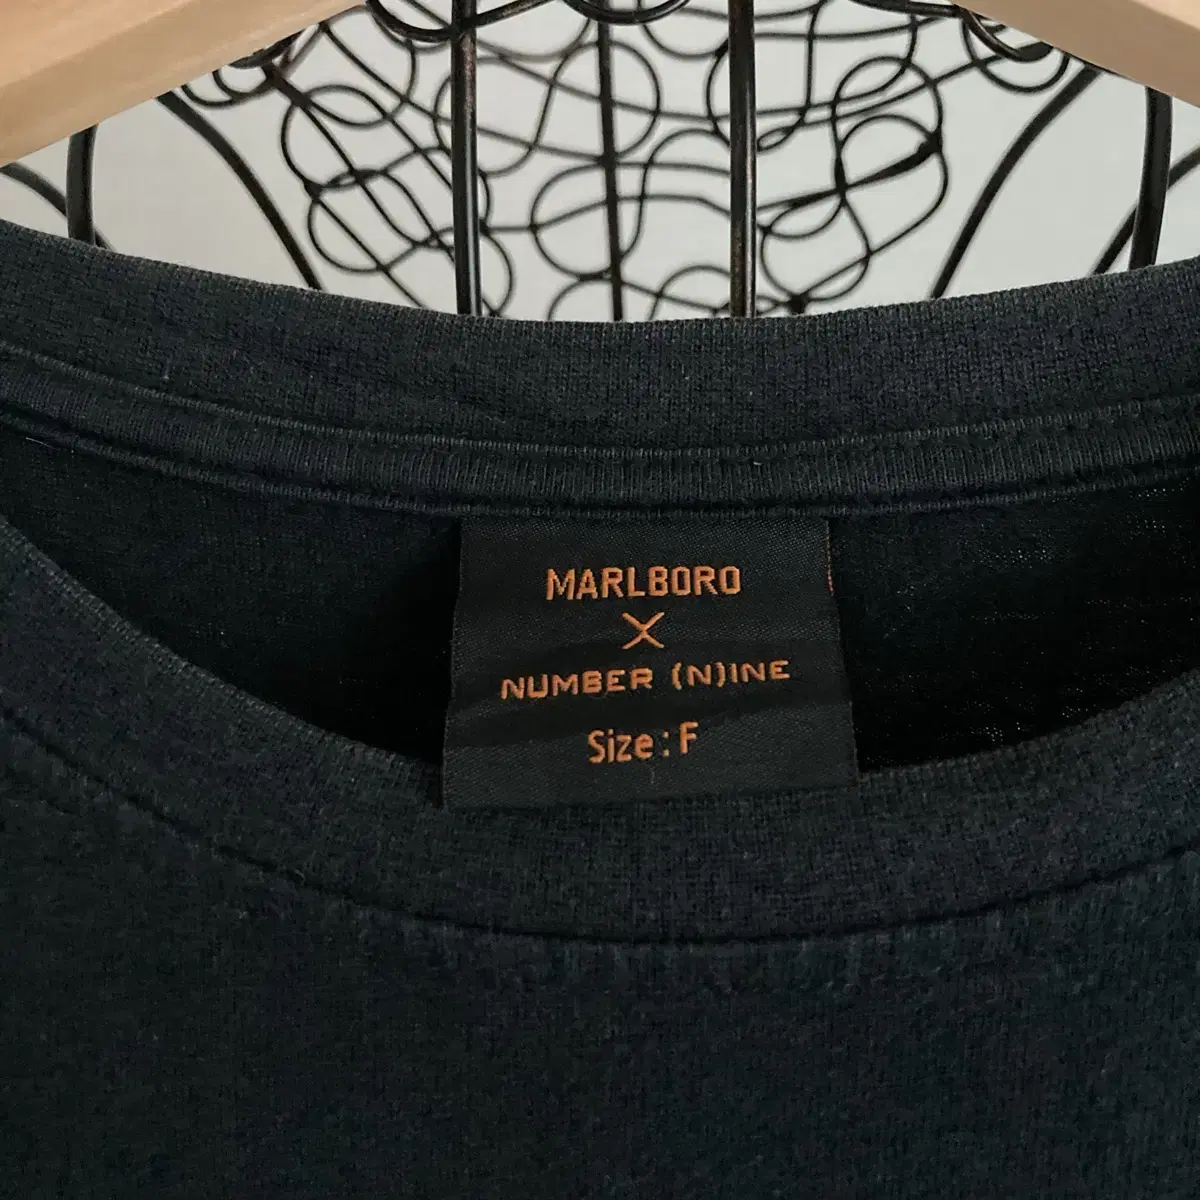 MARLBORO
X
NUMBER (N)INE
Size : F